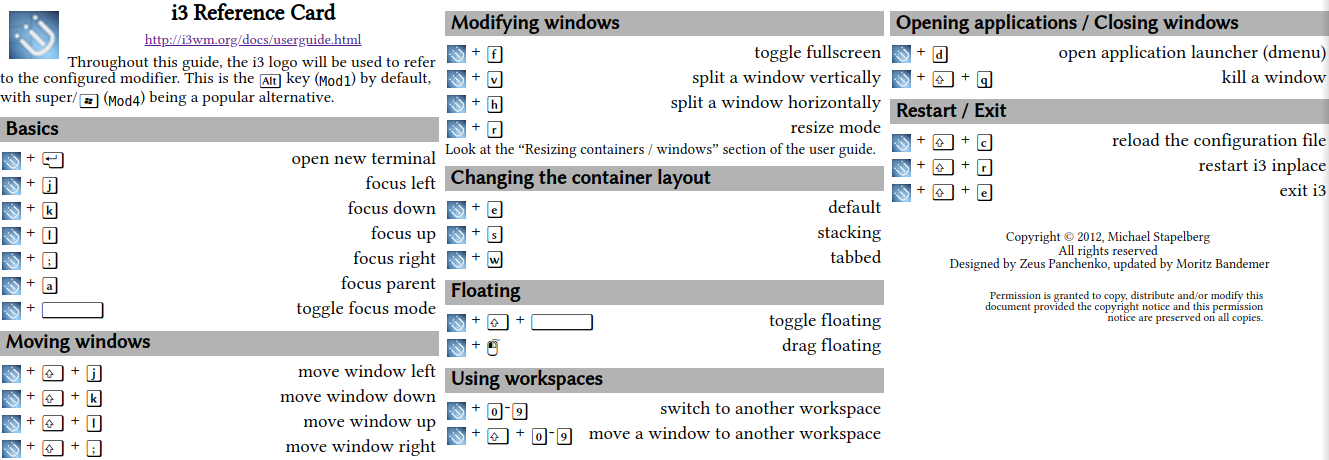 i3 Reference Card
http://i3wm.org/docs/userguide.html
Throughout this guide, the i3 logo will be used to refer
to the configured modifier. This is the Alt key (Mod1) by default,
with super/ (Mod4) being a popular alternative.
Basics
+ ↵ open new terminal
+ j focus left
+ k focus down
+ l focus up
+ ; focus right
+ a focus parent
+ toggle focus mode
Moving windows
+ ⇧ + j move window left
+ ⇧ + k move window down
+ ⇧ + l move window up
+ ⇧ + ; move window right
Modifying windows
+ f toggle fullscreen
+ v split a window vertically
+ h split a window horizontally
+ r resize mode
Look at the “Resizing containers / windows” section of the user guide.
Changing the container layout
+ e default
+ s stacking
+ w tabbed
Floating
+ ⇧ + toggle floating
+ drag floating
Using workspaces
+ 0-9 switch to another workspace
+ ⇧ + 0-9 move a window to another workspace
Opening applications / Closing windows
+ d open application launcher (dmenu)
+ ⇧ + q kill a window
Restart / Exit
+ ⇧ + c reload the configuration file
+ ⇧ + r restart i3 inplace
+ ⇧ + e exit i3
Copyright © 2012, Michael Stapelberg
All rights reserved
Designed by Zeus Panchenko, updated by Moritz Bandemer
Permission is granted to copy, distribute and/or modify this
document provided the copyright notice and this permission
notice are preserved on all copies.